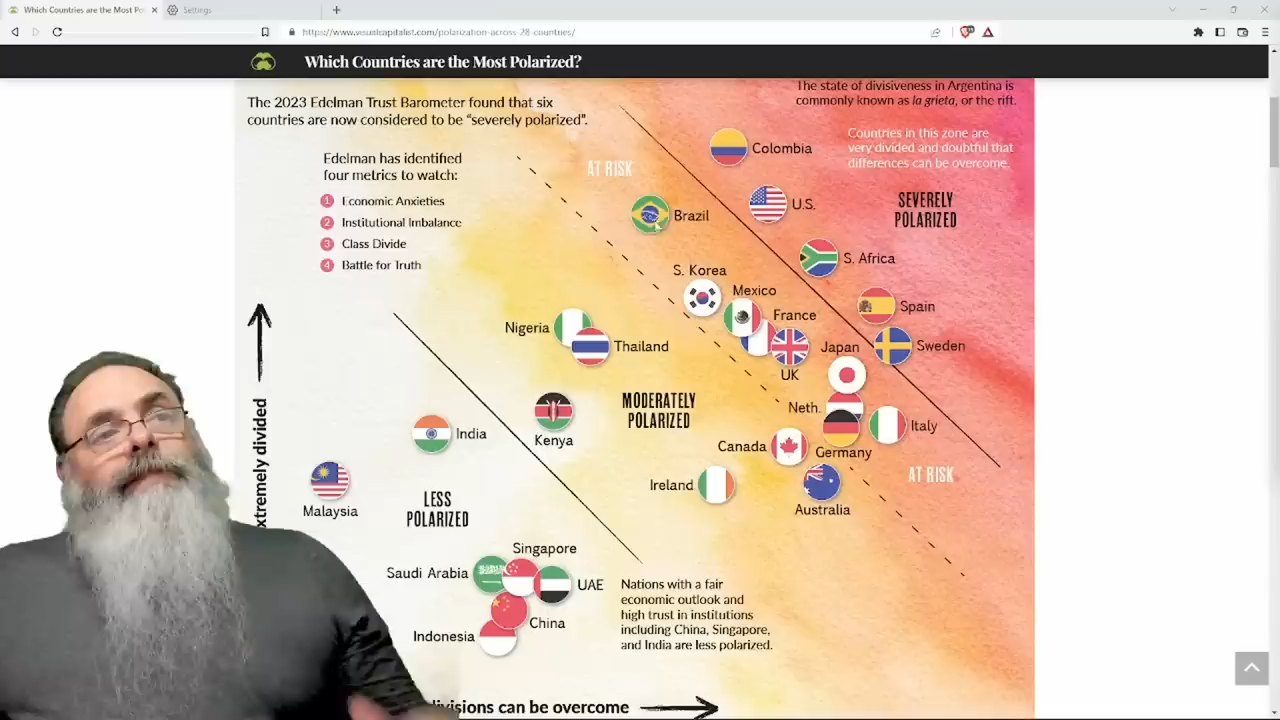 Which Countries are the Most Po
Settings
https://www.visualcapitalist.com/polarization-across-28-countries/
Which Countries are the Most Polarized?
The 2023 Edelman Trust Barometer found that six
countries are now considered to be “severely polarized”.
The state of divisiveness in Argentina is
commonly known as la grieta, or the rift.
Countries in this zone are
very divided and doubtful that
differences can be overcome.
Edelman has identified
four metrics to watch:
1 Economic Anxieties
2 Institutional Imbalance
3 Class Divide
4 Battle for Truth
AT RISK
Colombia
SEVERELY
POLARIZED
U.S.
Brazil
S. Africa
S. Korea
Mexico
Spain
France
Nigeria
Thailand
Japan
Sweden
UK
MODERATELY
POLARIZED
Neth.
Italy
Kenya
India
Canada
Germany
AT RISK
Ireland
Australia
Malaysia
LESS
POLARIZED
xtremely divided
Singapore
Saudi Arabia
UAE
China
Indonesia
Nations with a fair
economic outlook and
high trust in institutions
including China, Singapore,
and India are less polarized.
divisions can be overcome